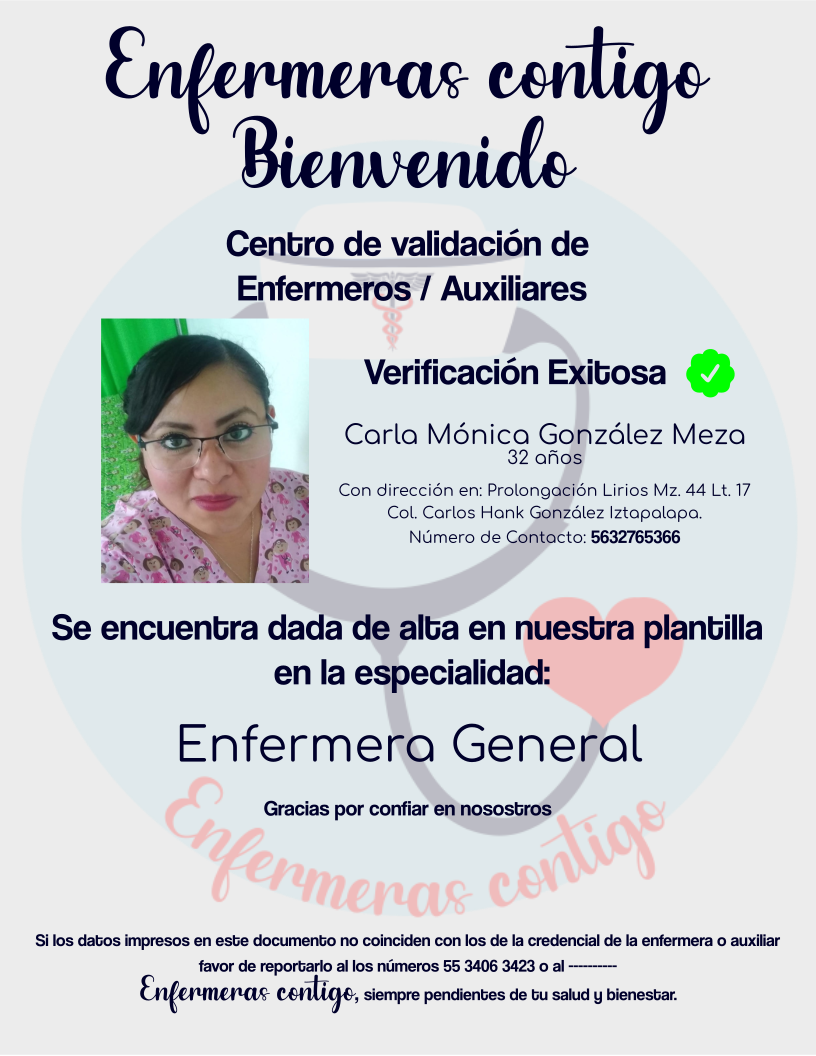 Enfermeras contigo
Bienvenido
Centro de validación de
Enfermeros / Auxiliares
Verificación Exitosa
Carla Mónica González Meza
32 años
Con dirección en: Prolongación Lirios Mz. 44 Lt. 17
Col. Carlos Hank González Iztapalapa.
Número de Contacto: 5632765366
Se encuentra dada de alta en nuestra plantilla
en la especialidad:
Enfermera General
Gracias por confiar en nosostros
Enfermeras contigo
Si los datos impresos en este documento no coinciden con los de la credencial de la enfermera o auxiliar
favor de reportarlo al los números 55 3406 3423 o al ----------
Enfermeras contigo, siempre pendientes de tu salud y bienestar.